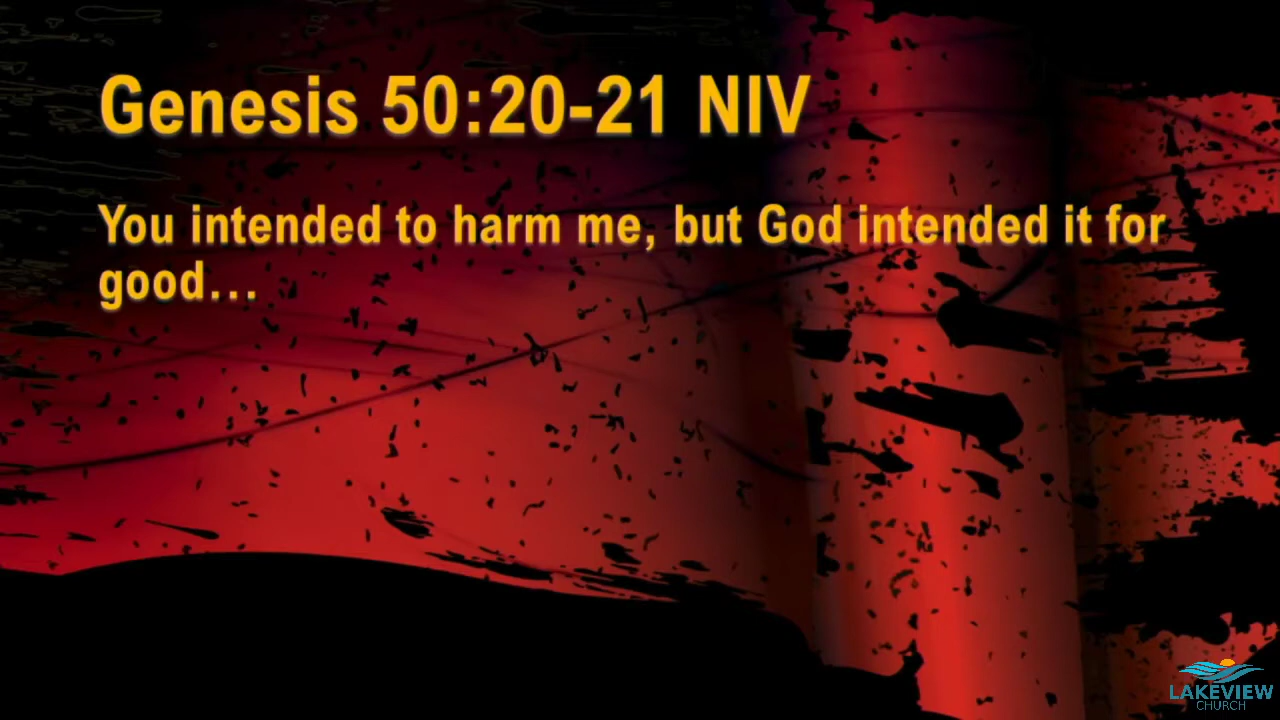 Genesis 50:20-21 NIV
You intended to harm me, but God intended it for
good...
LAKEVIEW
CHURCH